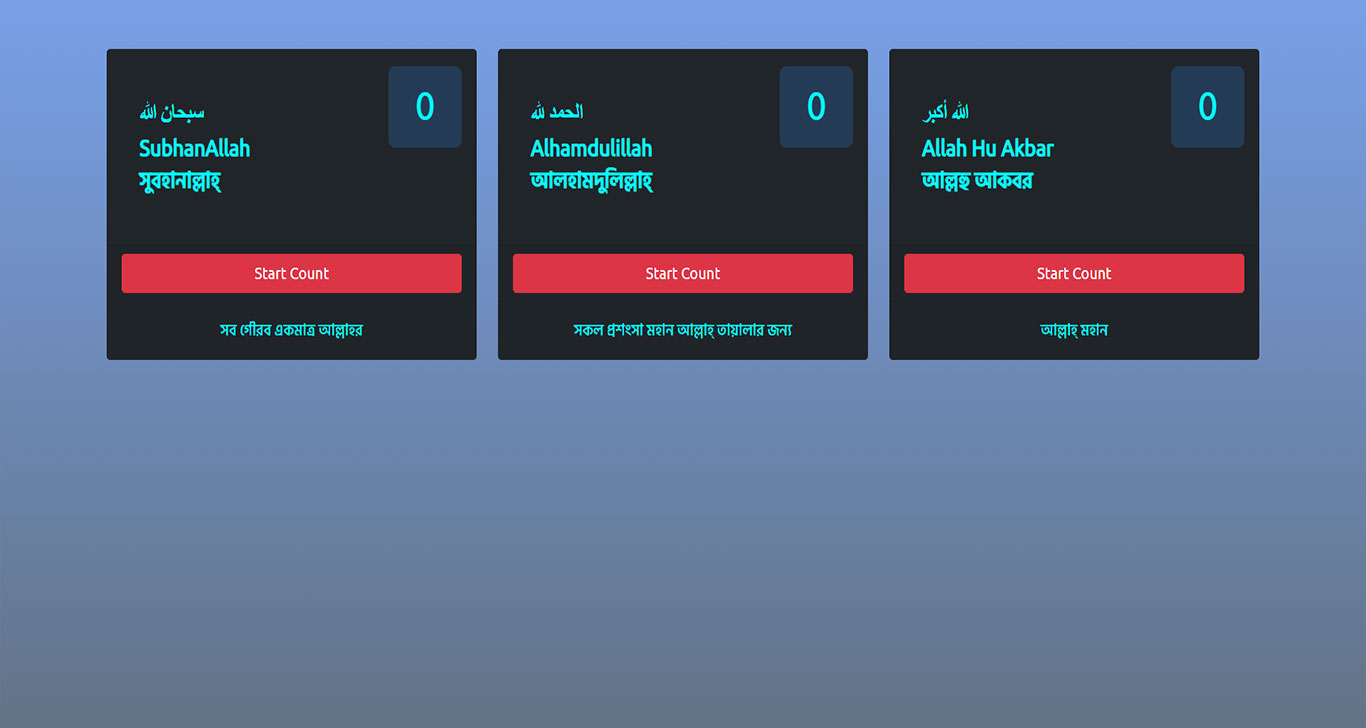 0
سبحان الله
SubhanAllah
সুবহানাল্লাহ্
Start Count
সব গৌরব একমাত্র আল্লাহর
0
الحمد لله
Alhamdulillah
আলহামদুলিল্লাহ্
Start Count
সকল প্রশংসা মহান আল্লাহ্ তায়ালার জন্য
0
الله أكبر
Allah Hu Akbar
আল্লহু আকবর
Start Count
আল্লাহ্ মহান